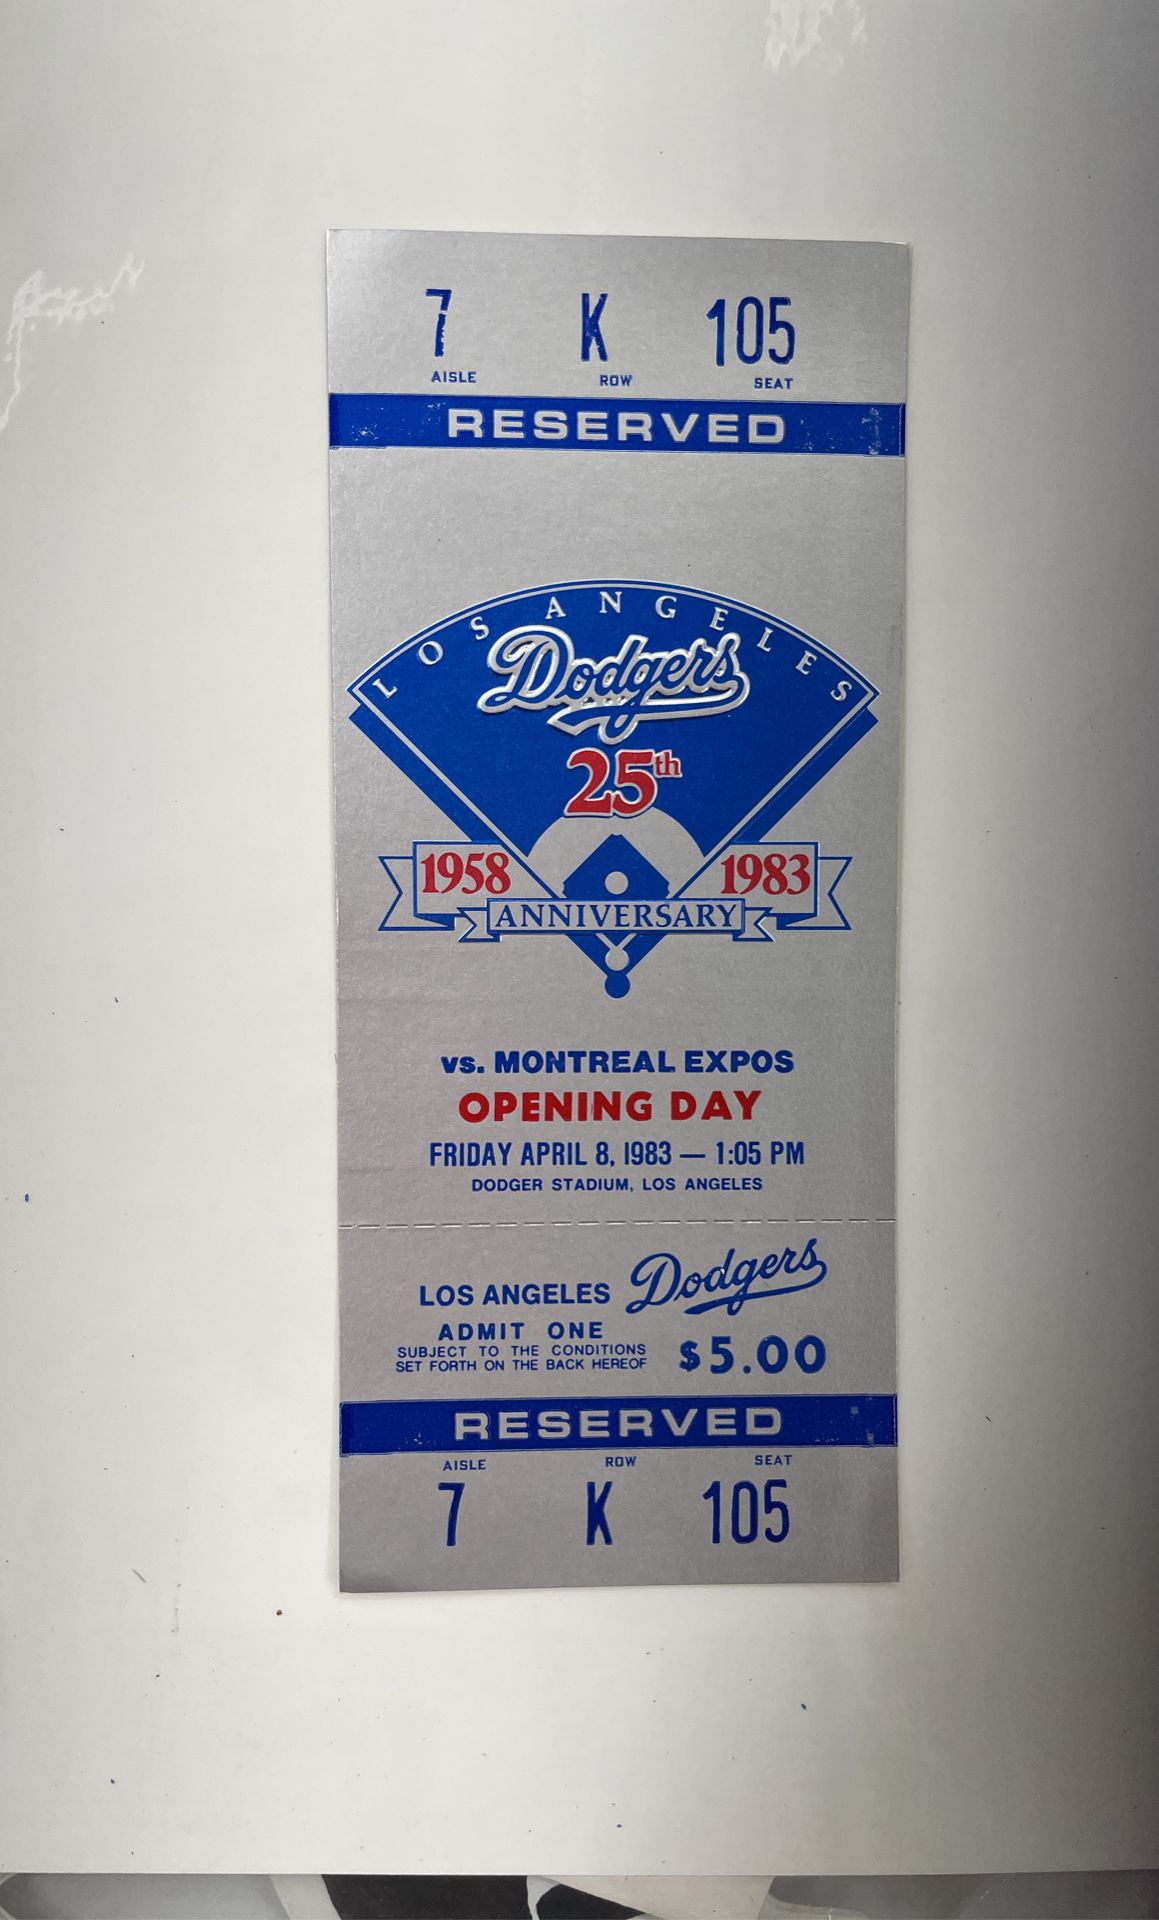 7 K 105
AISLE ROW SEAT
RESERVED
LOS ANGELES
Dodgers
25th
1958 1983
ANNIVERSARY
vs. MONTREAL EXPOS
OPENING DAY
FRIDAY APRIL 8, 1983 — 1:05 PM
DODGER STADIUM, LOS ANGELES
LOS ANGELES Dodgers
ADMIT ONE
SUBJECT TO THE CONDITIONS
SET FORTH ON THE BACK HEREOF
$5.00
RESERVED
AISLE ROW SEAT
7 K 105